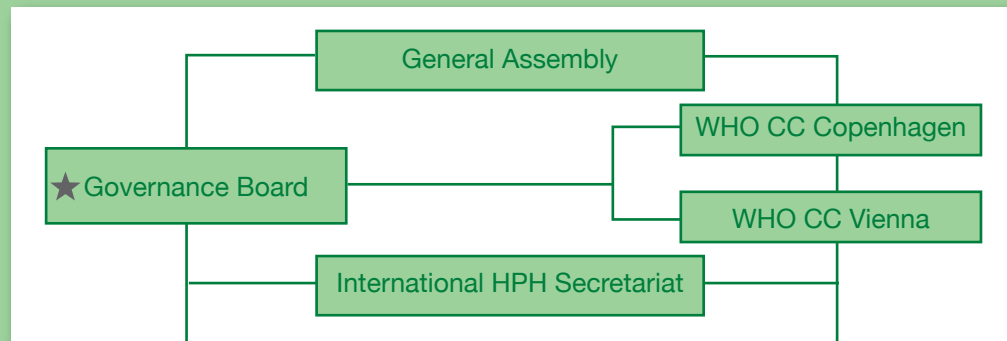 General Assembly
WHO CC Copenhagen
Governance Board
WHO CC Vienna
International HPH Secretariat